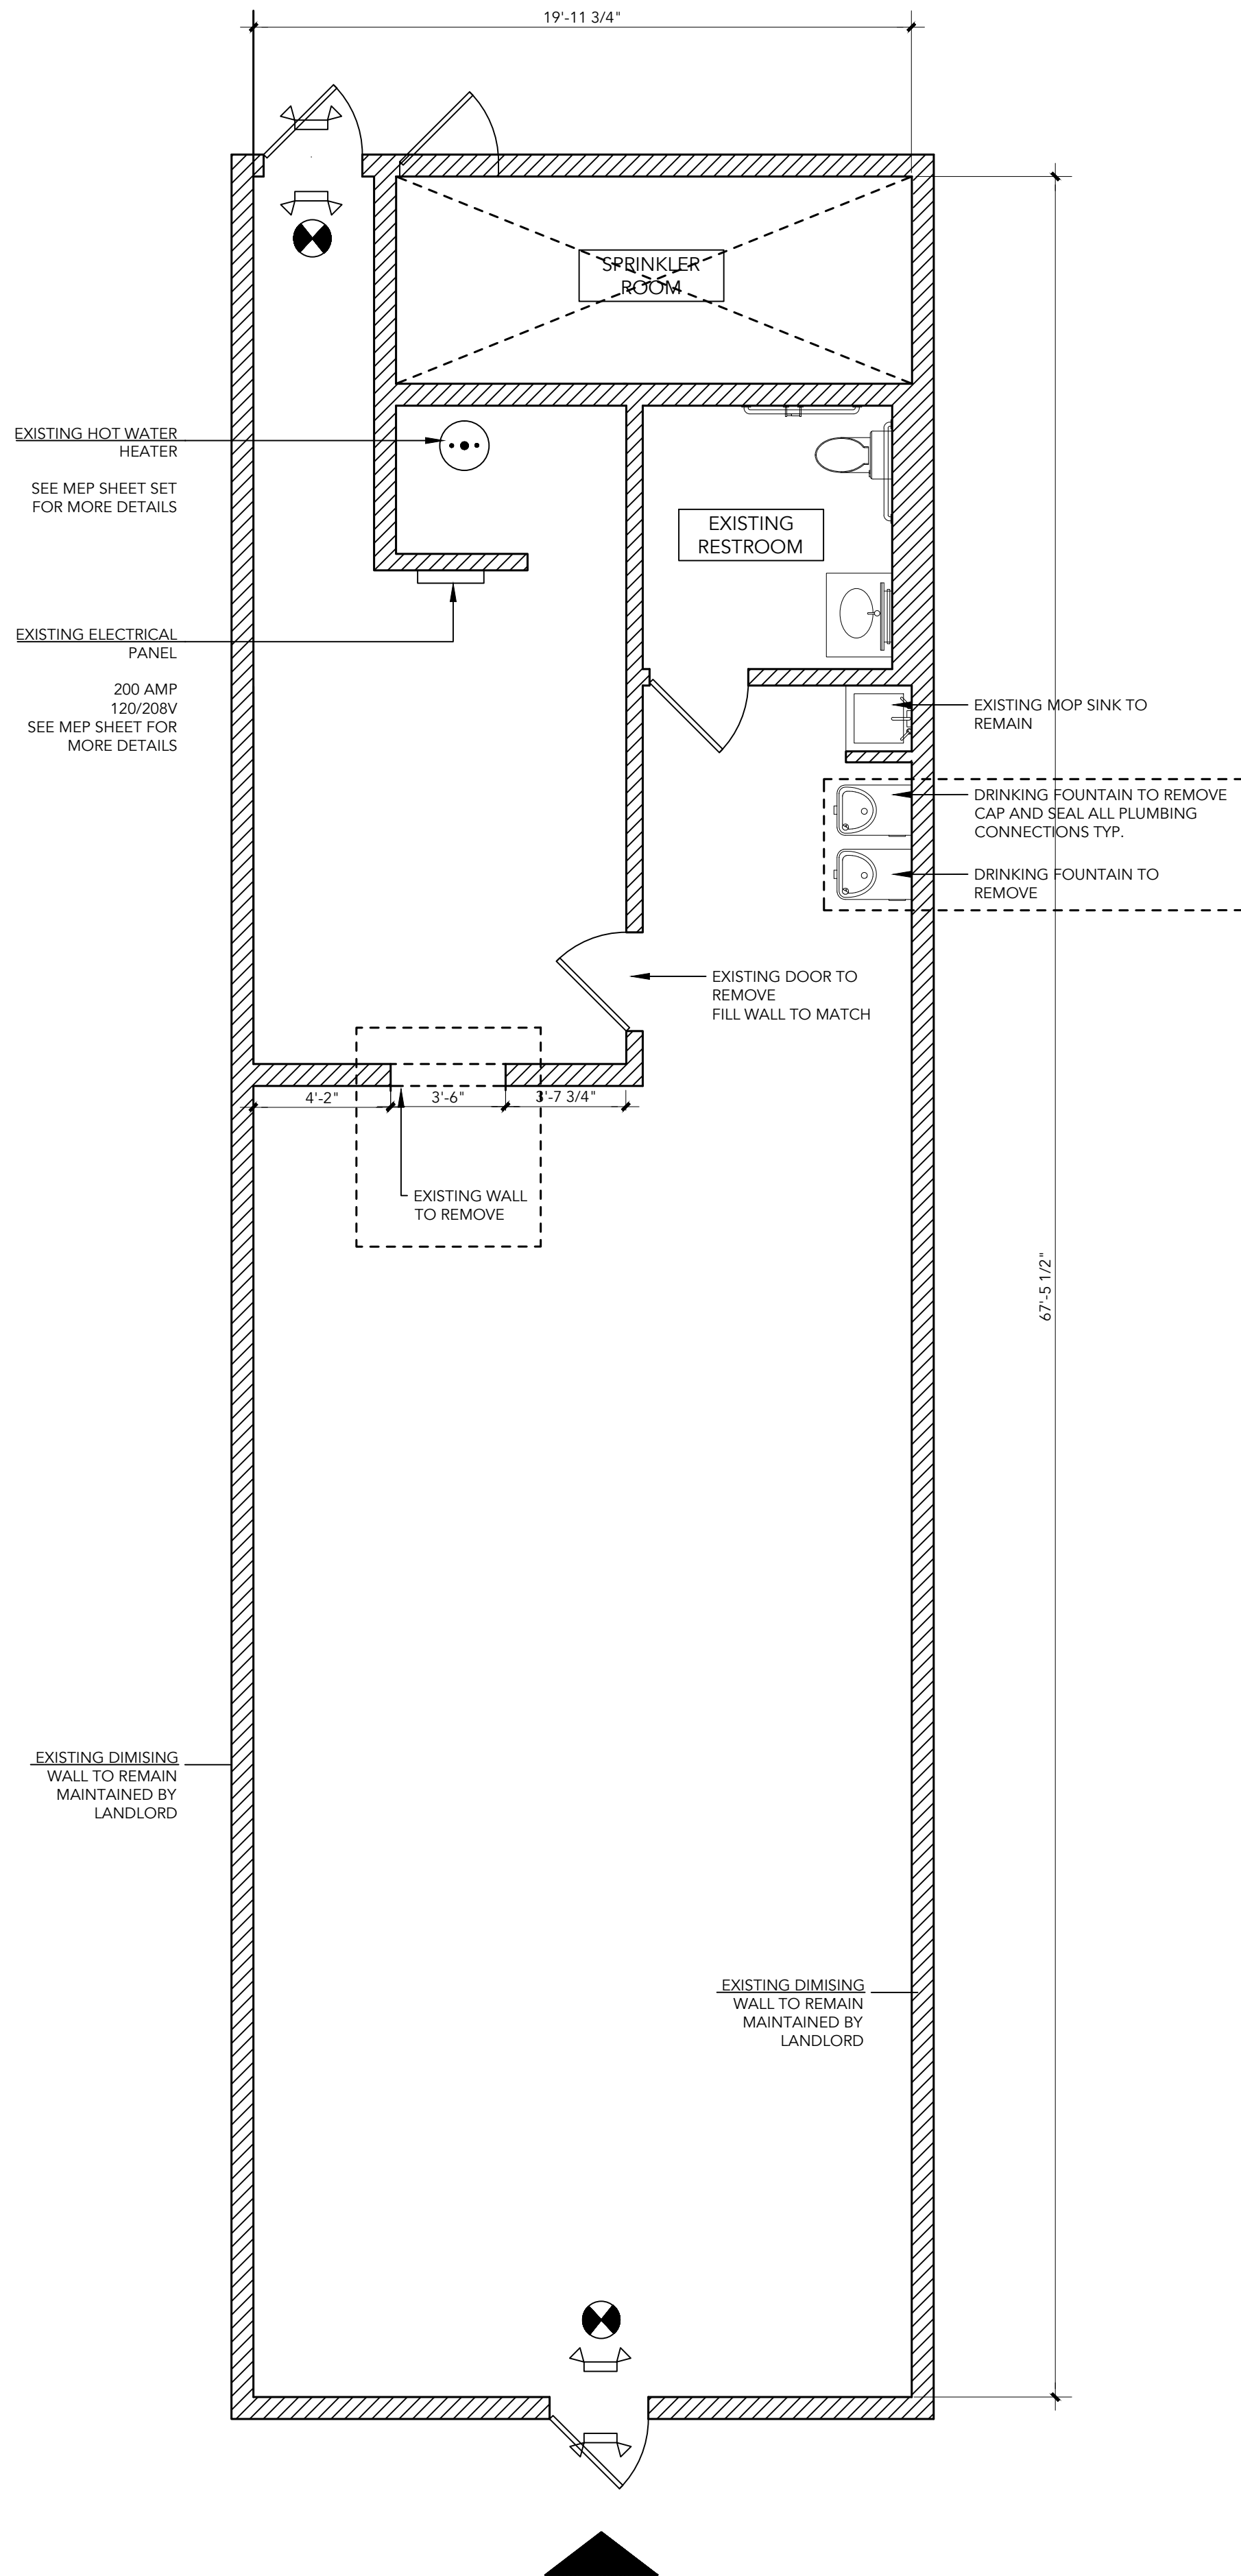 19'-11 3/4"
SPRINKLER
ROOM
EXISTING HOT WATER
HEATER
SEE MEP SHEET SET
FOR MORE DETAILS
EXISTING
RESTROOM
EXISTING ELECTRICAL
PANEL
200 AMP
120/208V
SEE MEP SHEET FOR
MORE DETAILS
EXISTING MOP SINK TO
REMAIN
DRINKING FOUNTAIN TO REMOVE
CAP AND SEAL ALL PLUMBING
CONNECTIONS TYP.
DRINKING FOUNTAIN TO
REMOVE
EXISTING DOOR TO
REMOVE
FILL WALL TO MATCH
4'-2"
3'-6"
3'-7 3/4"
EXISTING WALL
TO REMOVE
67'-5 1/2"
EXISTING DIMISING
WALL TO REMAIN
MAINTAINED BY
LANDLORD
EXISTING DIMISING
WALL TO REMAIN
MAINTAINED BY
LANDLORD